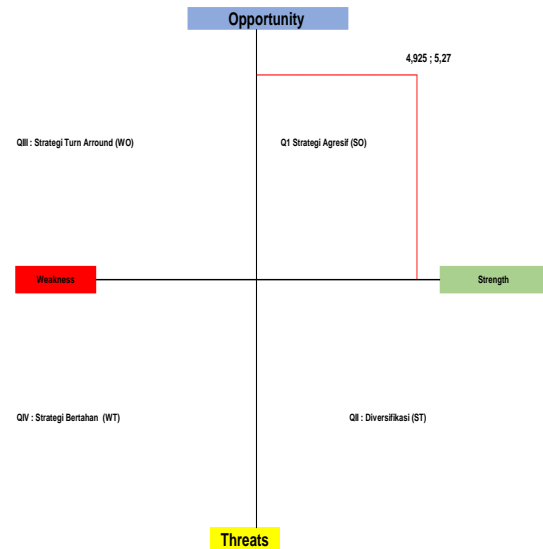 Opportunity
4,925 ; 5,27
QIII : Strategi Turn Arround (WO)
Q1 Strategi Agresif (SO)
Weakness
Strength
QIV : Strategi Bertahan (WT)
QII : Diversifikasi (ST)
Threats